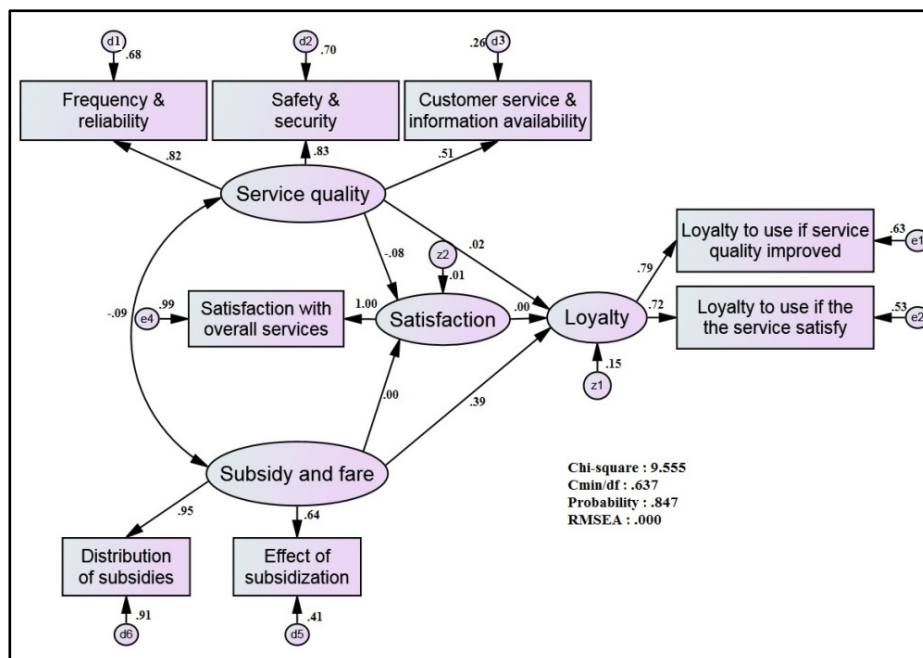 d1
.68
d2
.70
.26
d3
Frequency &
reliability
Safety &
security
Customer service &
information availability
.82
.83
.51
Service quality
Loyalty to use if service
quality improved
.63
e1
-.08
.02
z2
.01
.79
-.09
e4
.99
Satisfaction with
overall services
1.00
Satisfaction
.00
Loyalty
.72
Loyalty to use if the
the service satisfy
.53
e2
.15
z1
.00
.39
Subsidy and fare
Chi-square : 9.555
Cmin/df : .637
Probability : .847
RMSEA : .000
.95
.64
Distribution
of subsidies
Effect of
subsidization
.91
d6
.41
d5